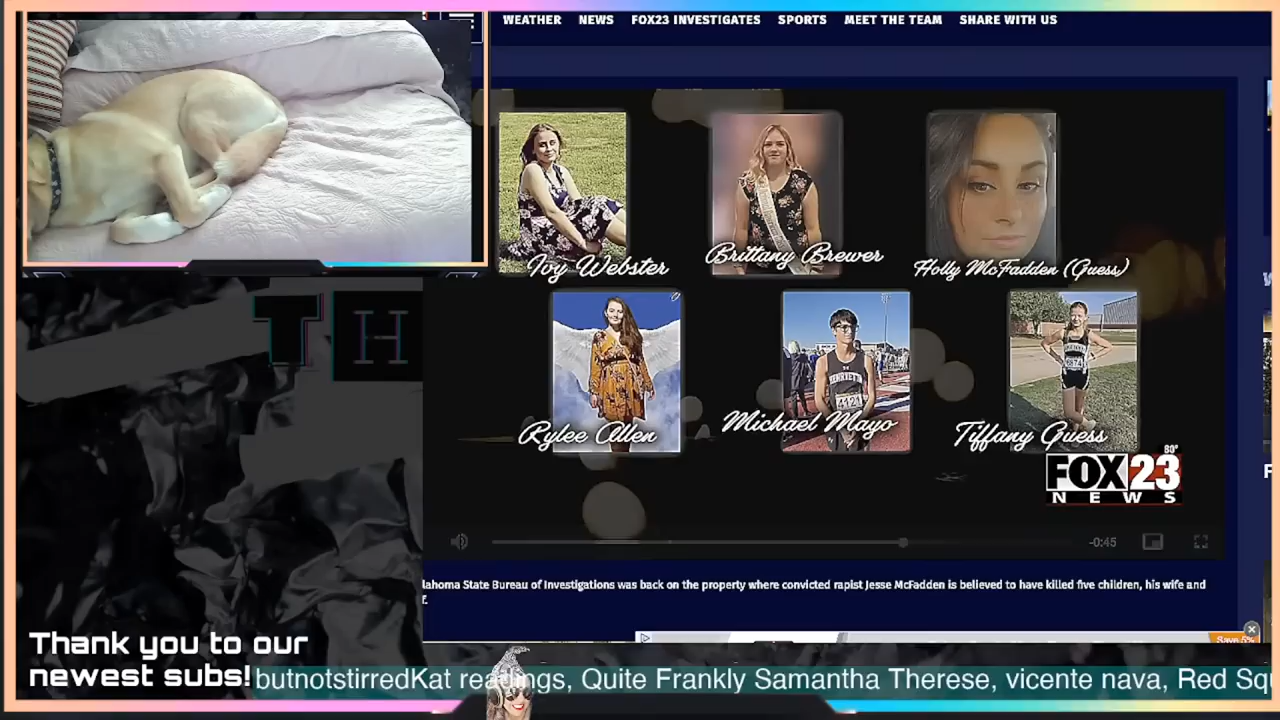 WEATHER NEWS FOX23 INVESTIGATES SPORTS MEET THE TEAM SHARE WITH US
Ivy Webster
Brittany Brewer
Holly McFadden (Guess)
Rylee Allen
Michael Mayo
Tiffany Guess
80°
FOX23
NEWS
-0:45
TH
lahoma State Bureau of Investigations was back on the property where convicted rapist Jesse McFadden is believed to have killed five children, his wife and
Save 5%
Thank you to our
newest subs!
butnotstirredKat readings, Quite Frankly Samantha Therese, vicente nava, Red Squ